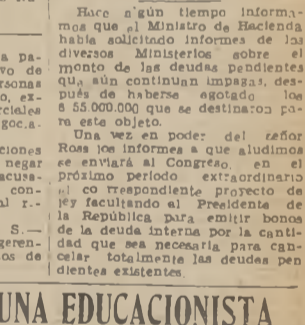 a pa-
vo de
rsonas
o, ex-
rciales
goc.a-
ciones
negar
acusa-
con-
al r.-
S.—
geren-
os de
Hace algún tiempo informa-
mos que el Ministro de Hacienda
había solicitado informes de los
diversos Ministerios sobre el
monto de las deudas pendientes
que aún continuan impagas, des-
pués de haberse agotado los
$ 55.000.000 que se destinaron pa-
ra este objeto.
Una vez en poder del señor
Ross los informes a que aludimos
se enviará al Congreso, en el
próximo período extraordinario
el co rrespondiente proyecto de
ley facultando al Presidente de
la República para emitir bonos
de la deuda interna por la canti-
dad que sea necesaria para can-
celar totalmente las deudas pen
dientes existentes.
UNA EDUCACIONISTA